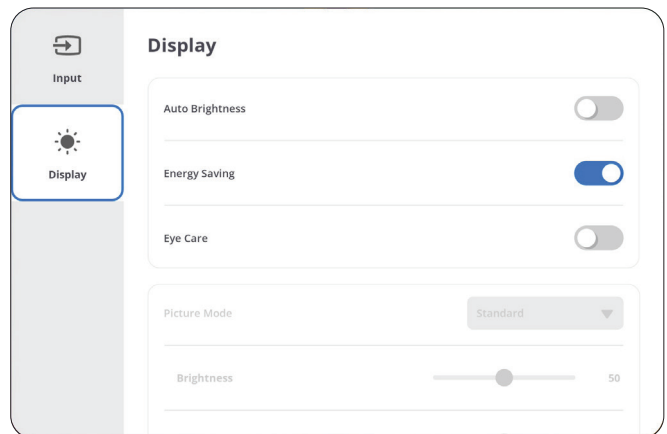 Input
Display
Display
Auto Brightness
Energy Saving
Eye Care
Picture Mode Standard
Brightness 50